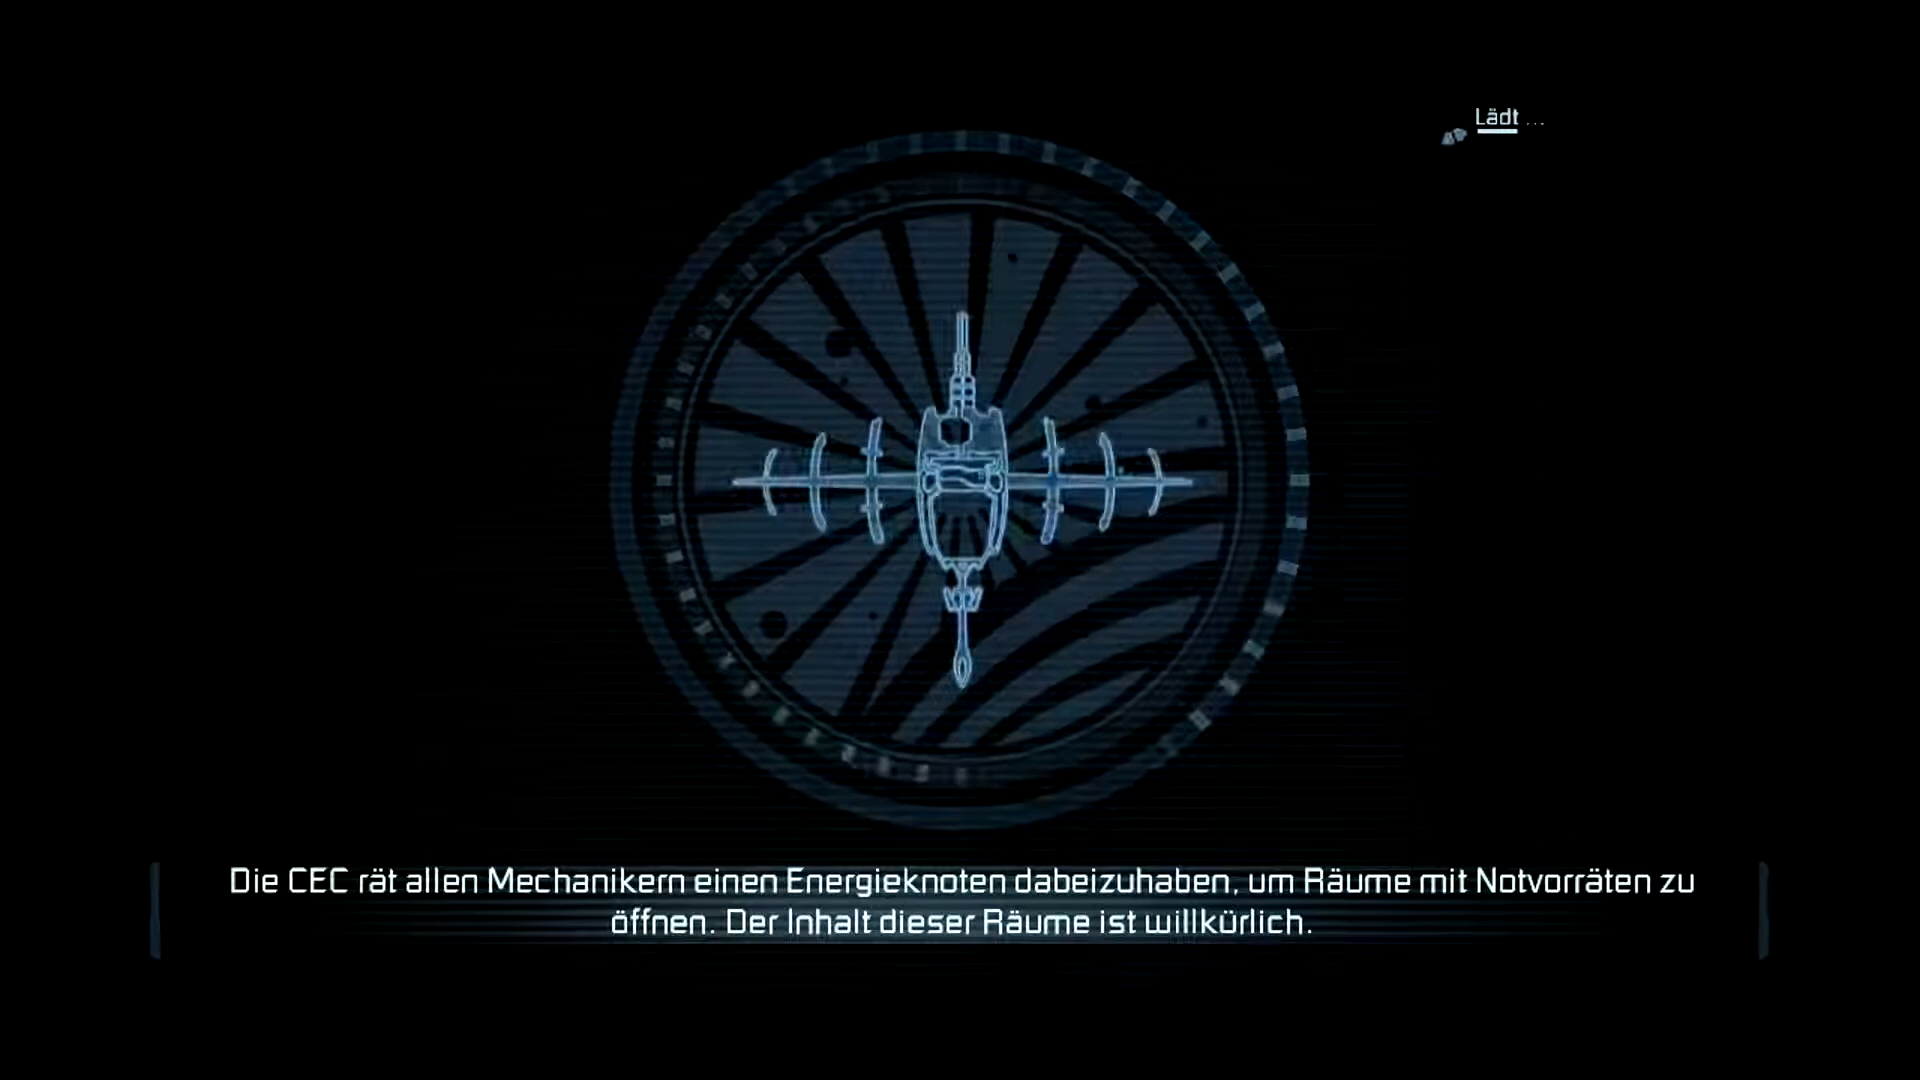 Lädt ...
Die CEC rät allen Mechanikern einen Energieknoten dabeizuhaben, um Räume mit Notvorräten zu
öffnen. Der Inhalt dieser Räume ist willkürlich.